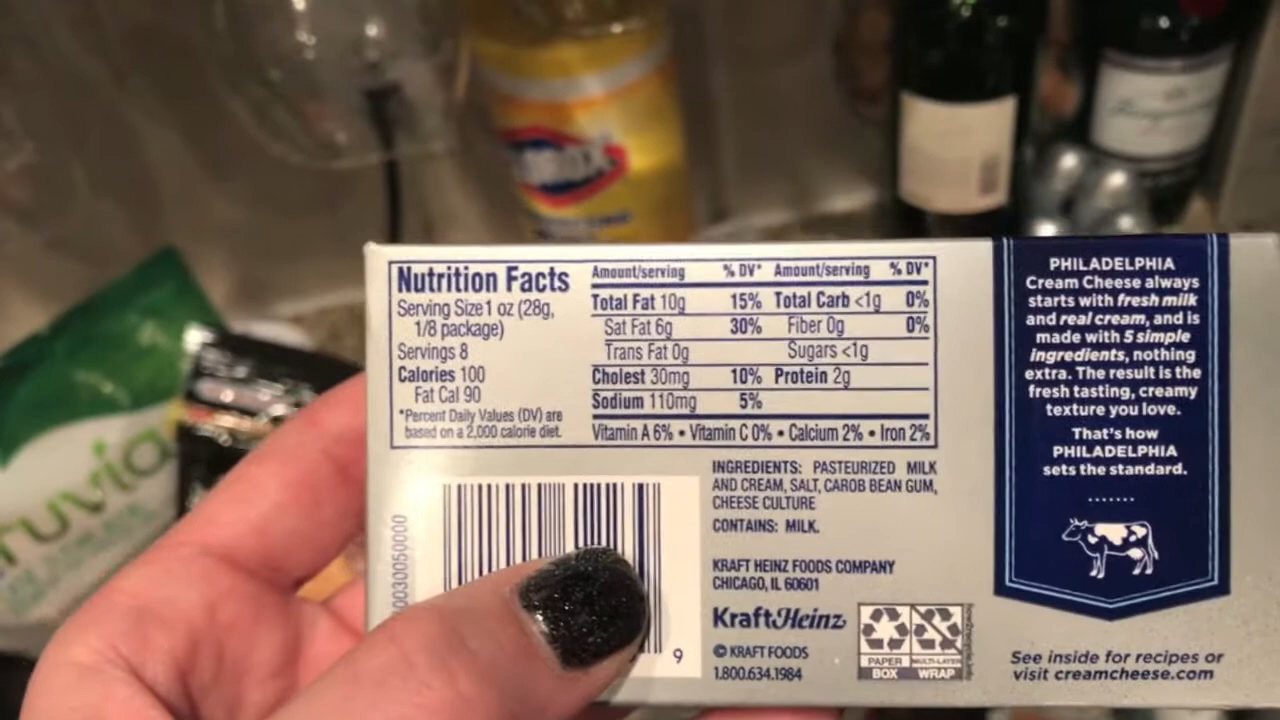 Nutrition Facts
Serving Size 1 oz (28g,
1/8 package)
Servings 8
Calories 100
Fat Cal 90
*Percent Daily Values (DV) are
based on a 2,000 calorie diet.
Amount/serving % DV* Amount/serving % DV*
Total Fat 10g 15% Total Carb <1g 0%
Sat Fat 6g 30% Fiber 0g 0%
Trans Fat 0g Sugars <1g
Cholest 30mg 10% Protein 2g
Sodium 110mg 5%
Vitamin A 6% • Vitamin C 0% • Calcium 2% • Iron 2%
INGREDIENTS: PASTEURIZED MILK
AND CREAM, SALT, CAROB BEAN GUM,
CHEESE CULTURE
CONTAINS: MILK.
KRAFT HEINZ FOODS COMPANY
CHICAGO, IL 60601
KraftHeinz
© KRAFT FOODS
1.800.634.1984
PAPER
BOX
MULTI-LAYER
WRAP
how2recycle.info
9
PHILADELPHIA
Cream Cheese always
starts with fresh milk
and real cream, and is
made with 5 simple
ingredients, nothing
extra. The result is the
fresh tasting, creamy
texture you love.
That's how
PHILADELPHIA
sets the standard.
See inside for recipes or
visit creamcheese.com
ruvia